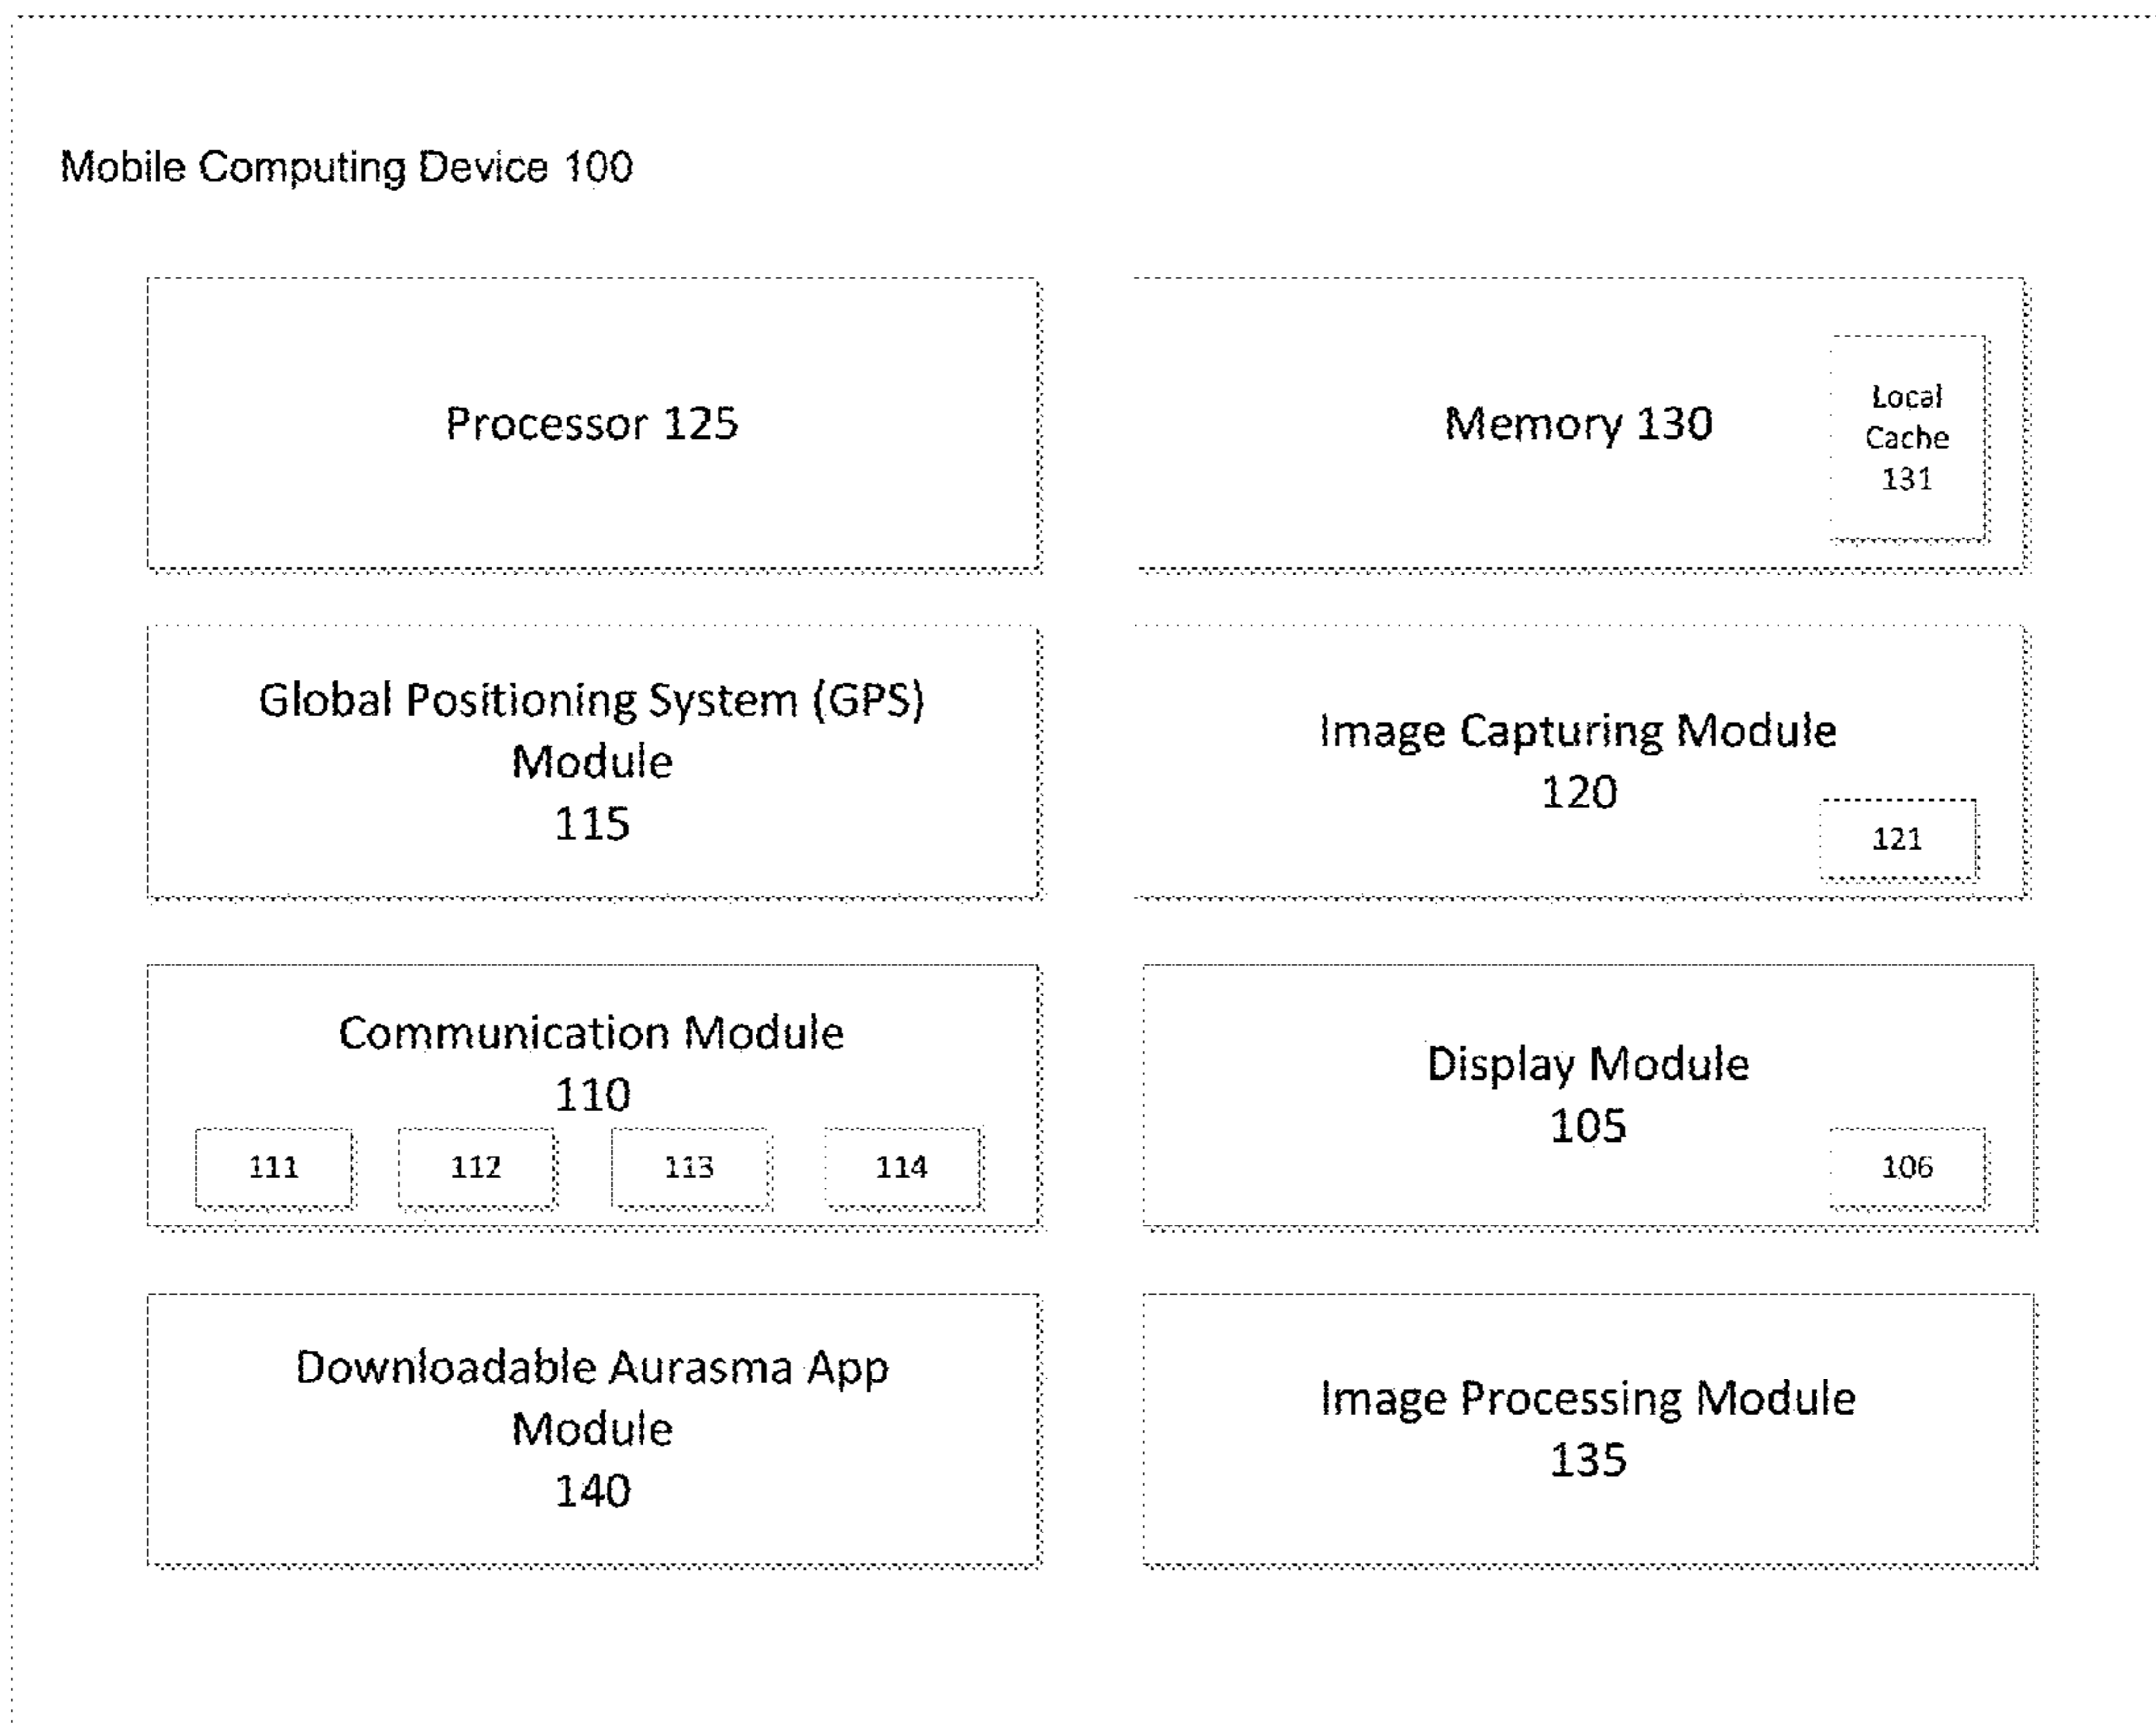 Mobile Computing Device 100
Processor 125
Memory 130
Local
Cache
131
Global Positioning System (GPS)
Module
115
Image Capturing Module
120
121
Communication Module
110
111
112
113
114
Display Module
105
106
Downloadable Aurasma App
Module
140
Image Processing Module
135